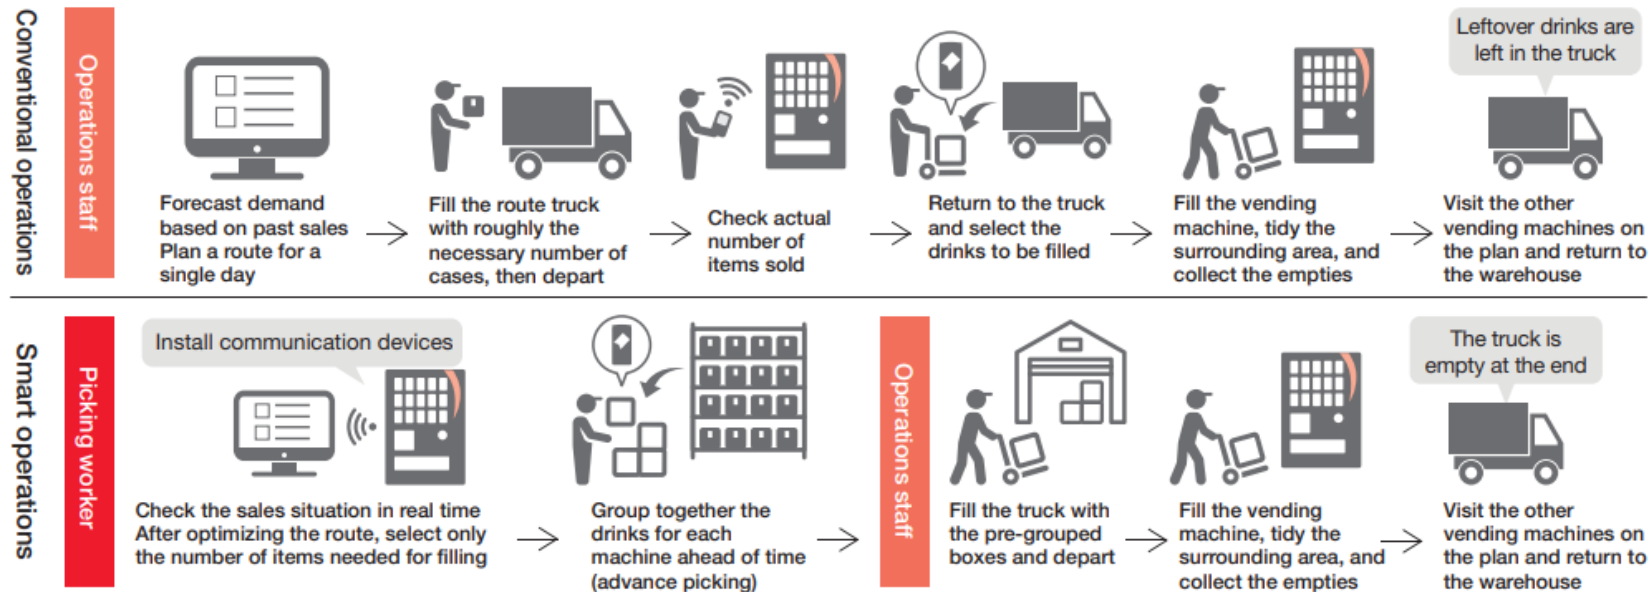 Conventional operations
Operations staff
Forecast demand
based on past sales
Plan a route for a
single day
Fill the route truck
with roughly the
necessary number of
cases, then depart
Check actual
number of
items sold
Return to the truck
and select the
drinks to be filled
Fill the vending
machine, tidy the
surrounding area, and
collect the empties
Leftover drinks are
left in the truck
Visit the other
vending machines on
the plan and return to
the warehouse
Smart operations
Picking worker
Install communication devices
Check the sales situation in real time
After optimizing the route, select only
the number of items needed for filling
Group together the
drinks for each
machine ahead of time
(advance picking)
Operations staff
Fill the truck with
the pre-grouped
boxes and depart
Fill the vending
machine, tidy the
surrounding area, and
collect the empties
The truck is
empty at the end
Visit the other
vending machines on
the plan and return to
the warehouse